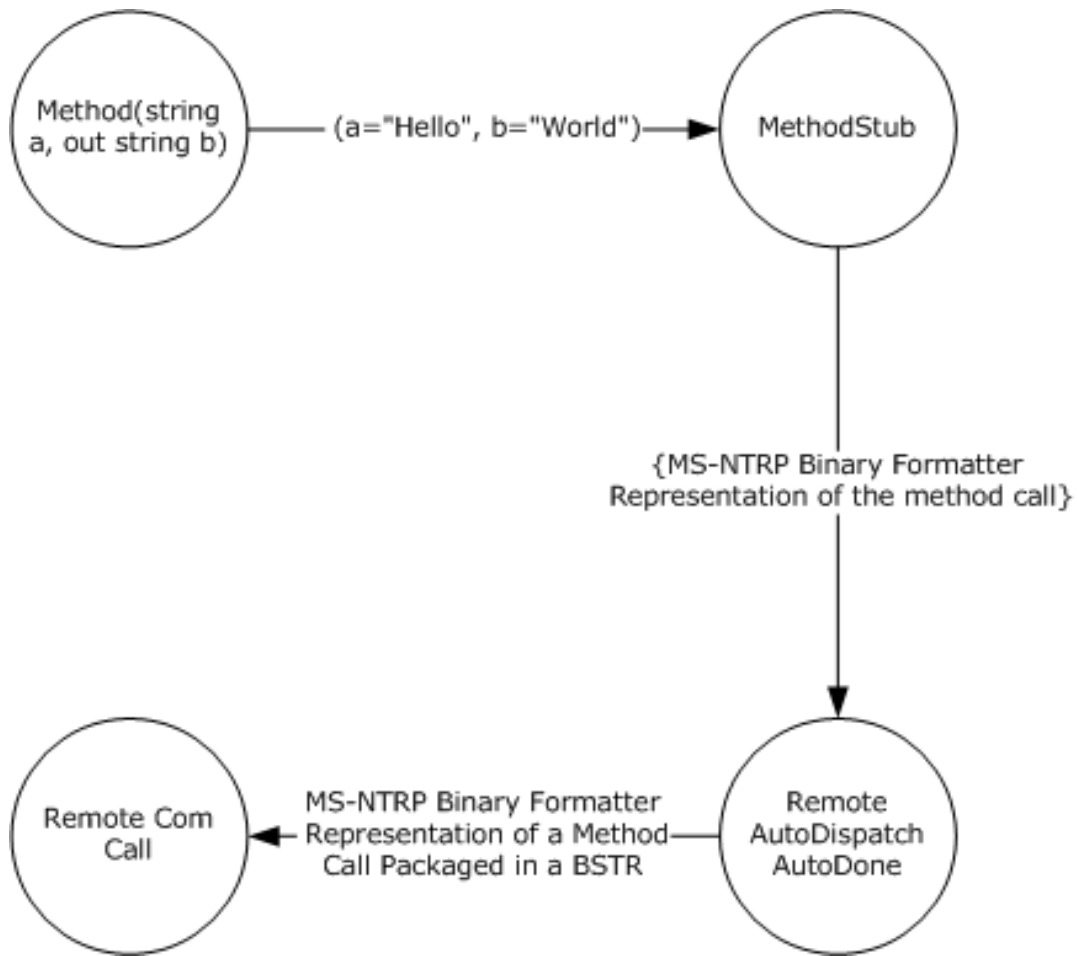 Method(string
a, out string b)
(a="Hello", b="World")
MethodStub
{MS-NTRP Binary Formatter
Representation of the method call}
Remote
AutoDispatch
AutoDone
MS-NTRP Binary Formatter
Representation of a Method
Call Packaged in a BSTR
Remote Com
Call